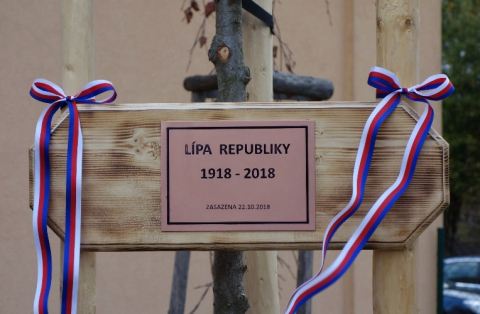 LÍPA REPUBLIKY
1918 - 2018
ZASAZENA 22.10.2018